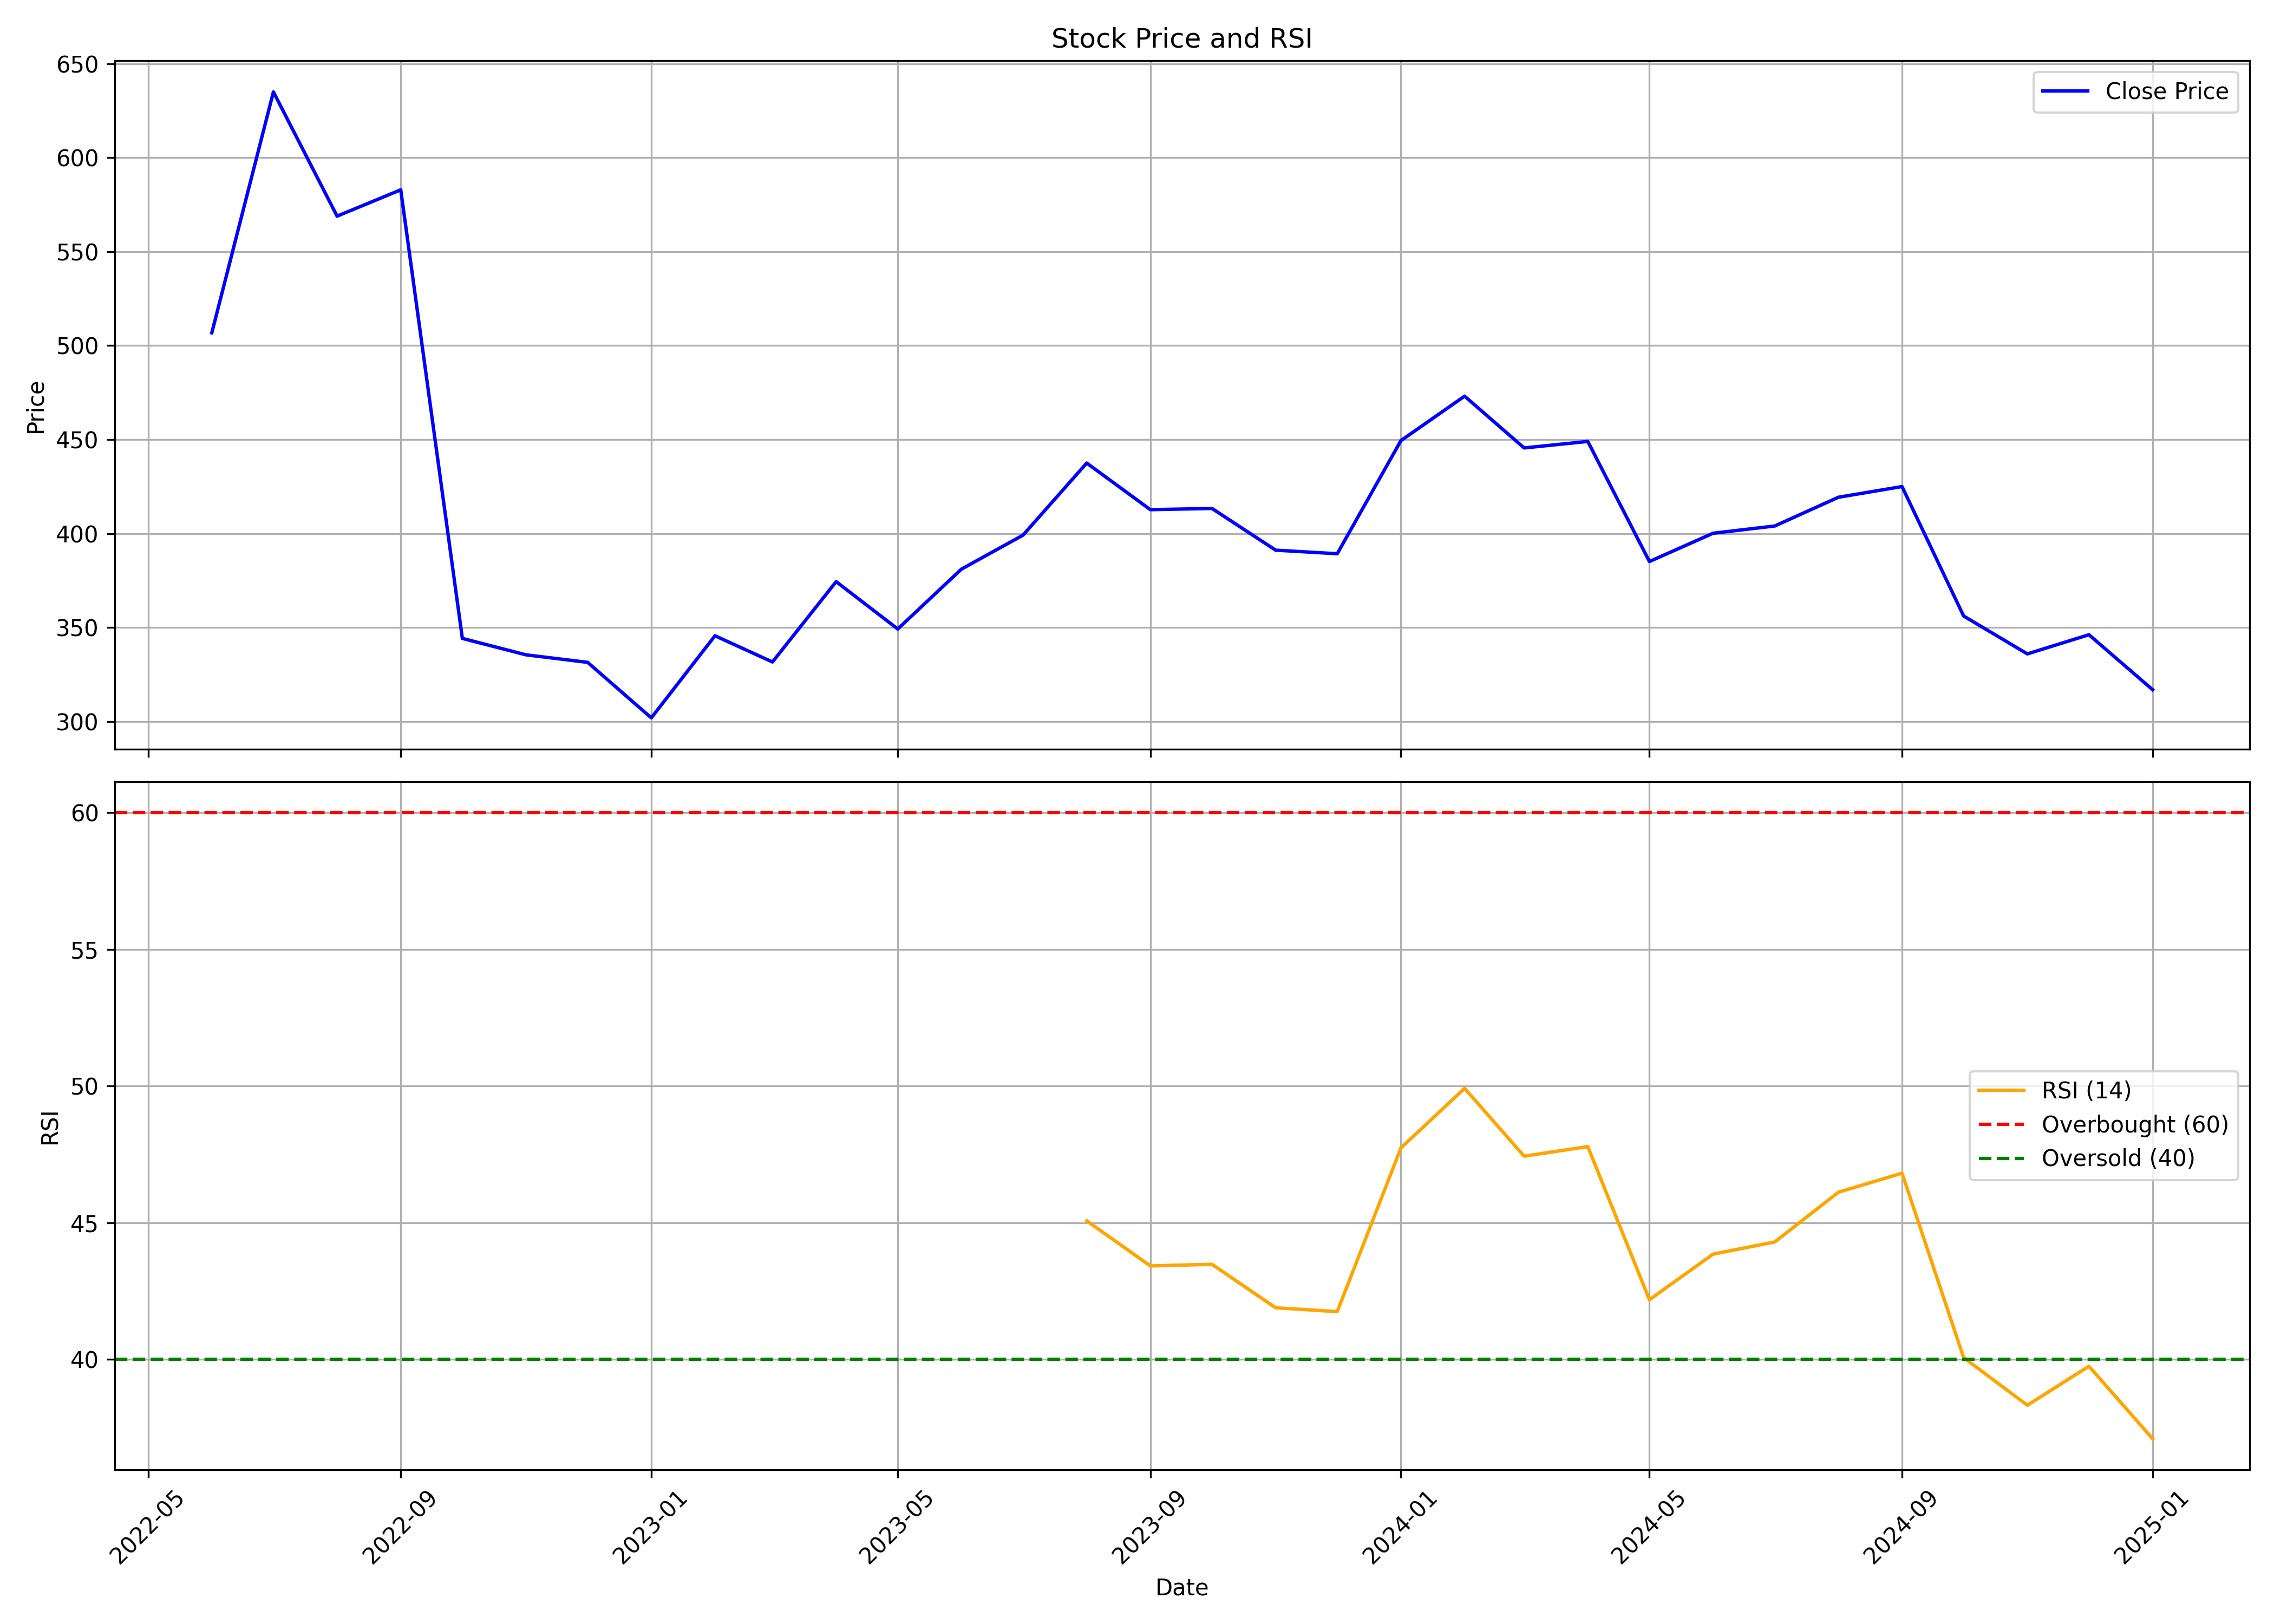 Stock Price and RSI
650
600
550
500
450
400
350
300
Price
Close Price
60
55
50
45
40
RSI
RSI (14)
Overbought (60)
Oversold (40)
2022-05
2022-09
2023-01
2023-05
2023-09
2024-01
2024-05
2024-09
2025-01
Date